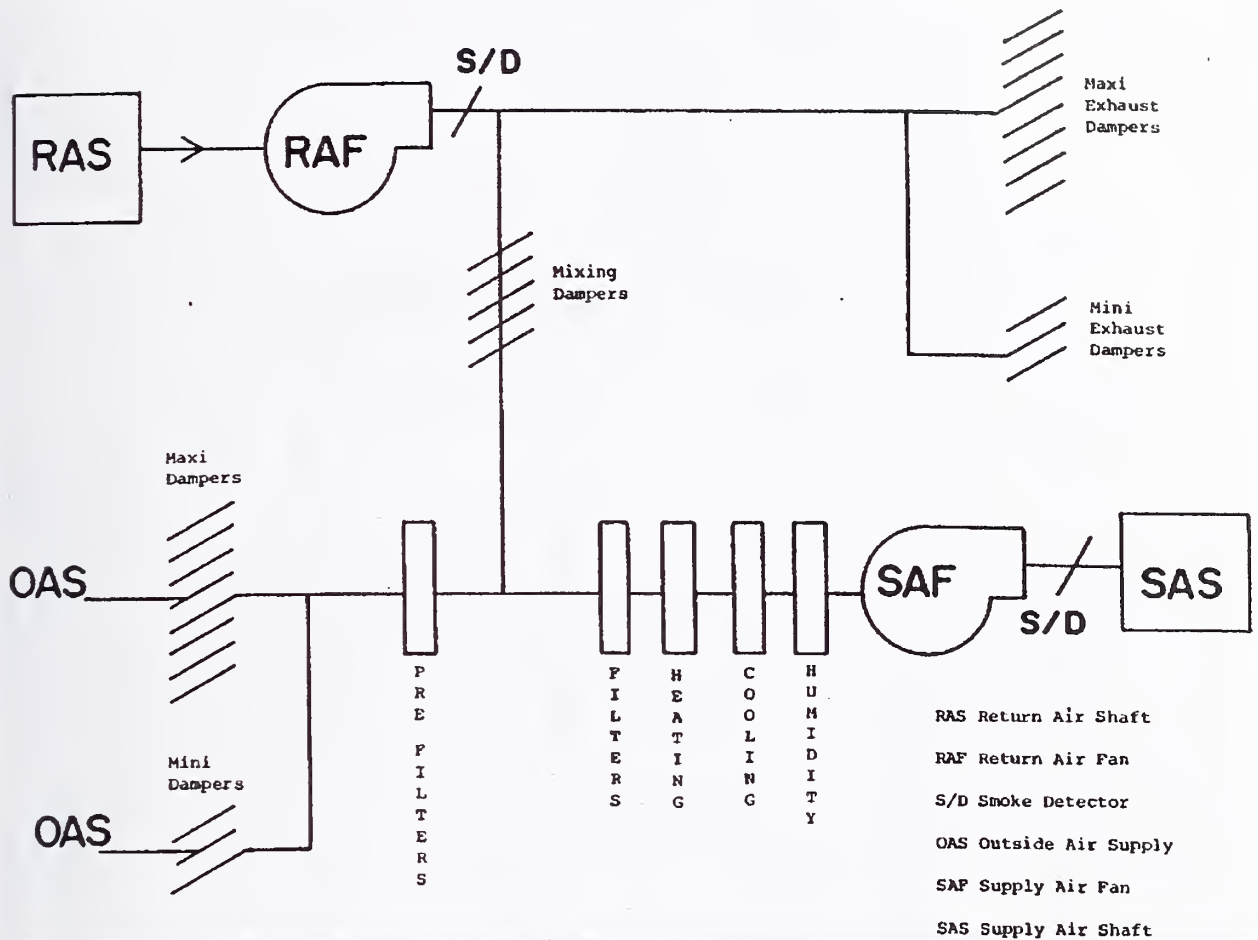 S/D
RAS
RAF
Maxi
Exhaust
Dampers
Mixing
Dampers
Mini
Exhaust
Dampers
Maxi
Dampers
OAS
SAF
S/D
SAS
Mini
Dampers
OAS
PRE FILTERS
FILTERS
HEATING
COOLING
HUMIDITY
RAS Return Air Shaft
RAF Return Air Fan
S/D Smoke Detector
OAS Outside Air Supply
SAF Supply Air Fan
SAS Supply Air Shaft